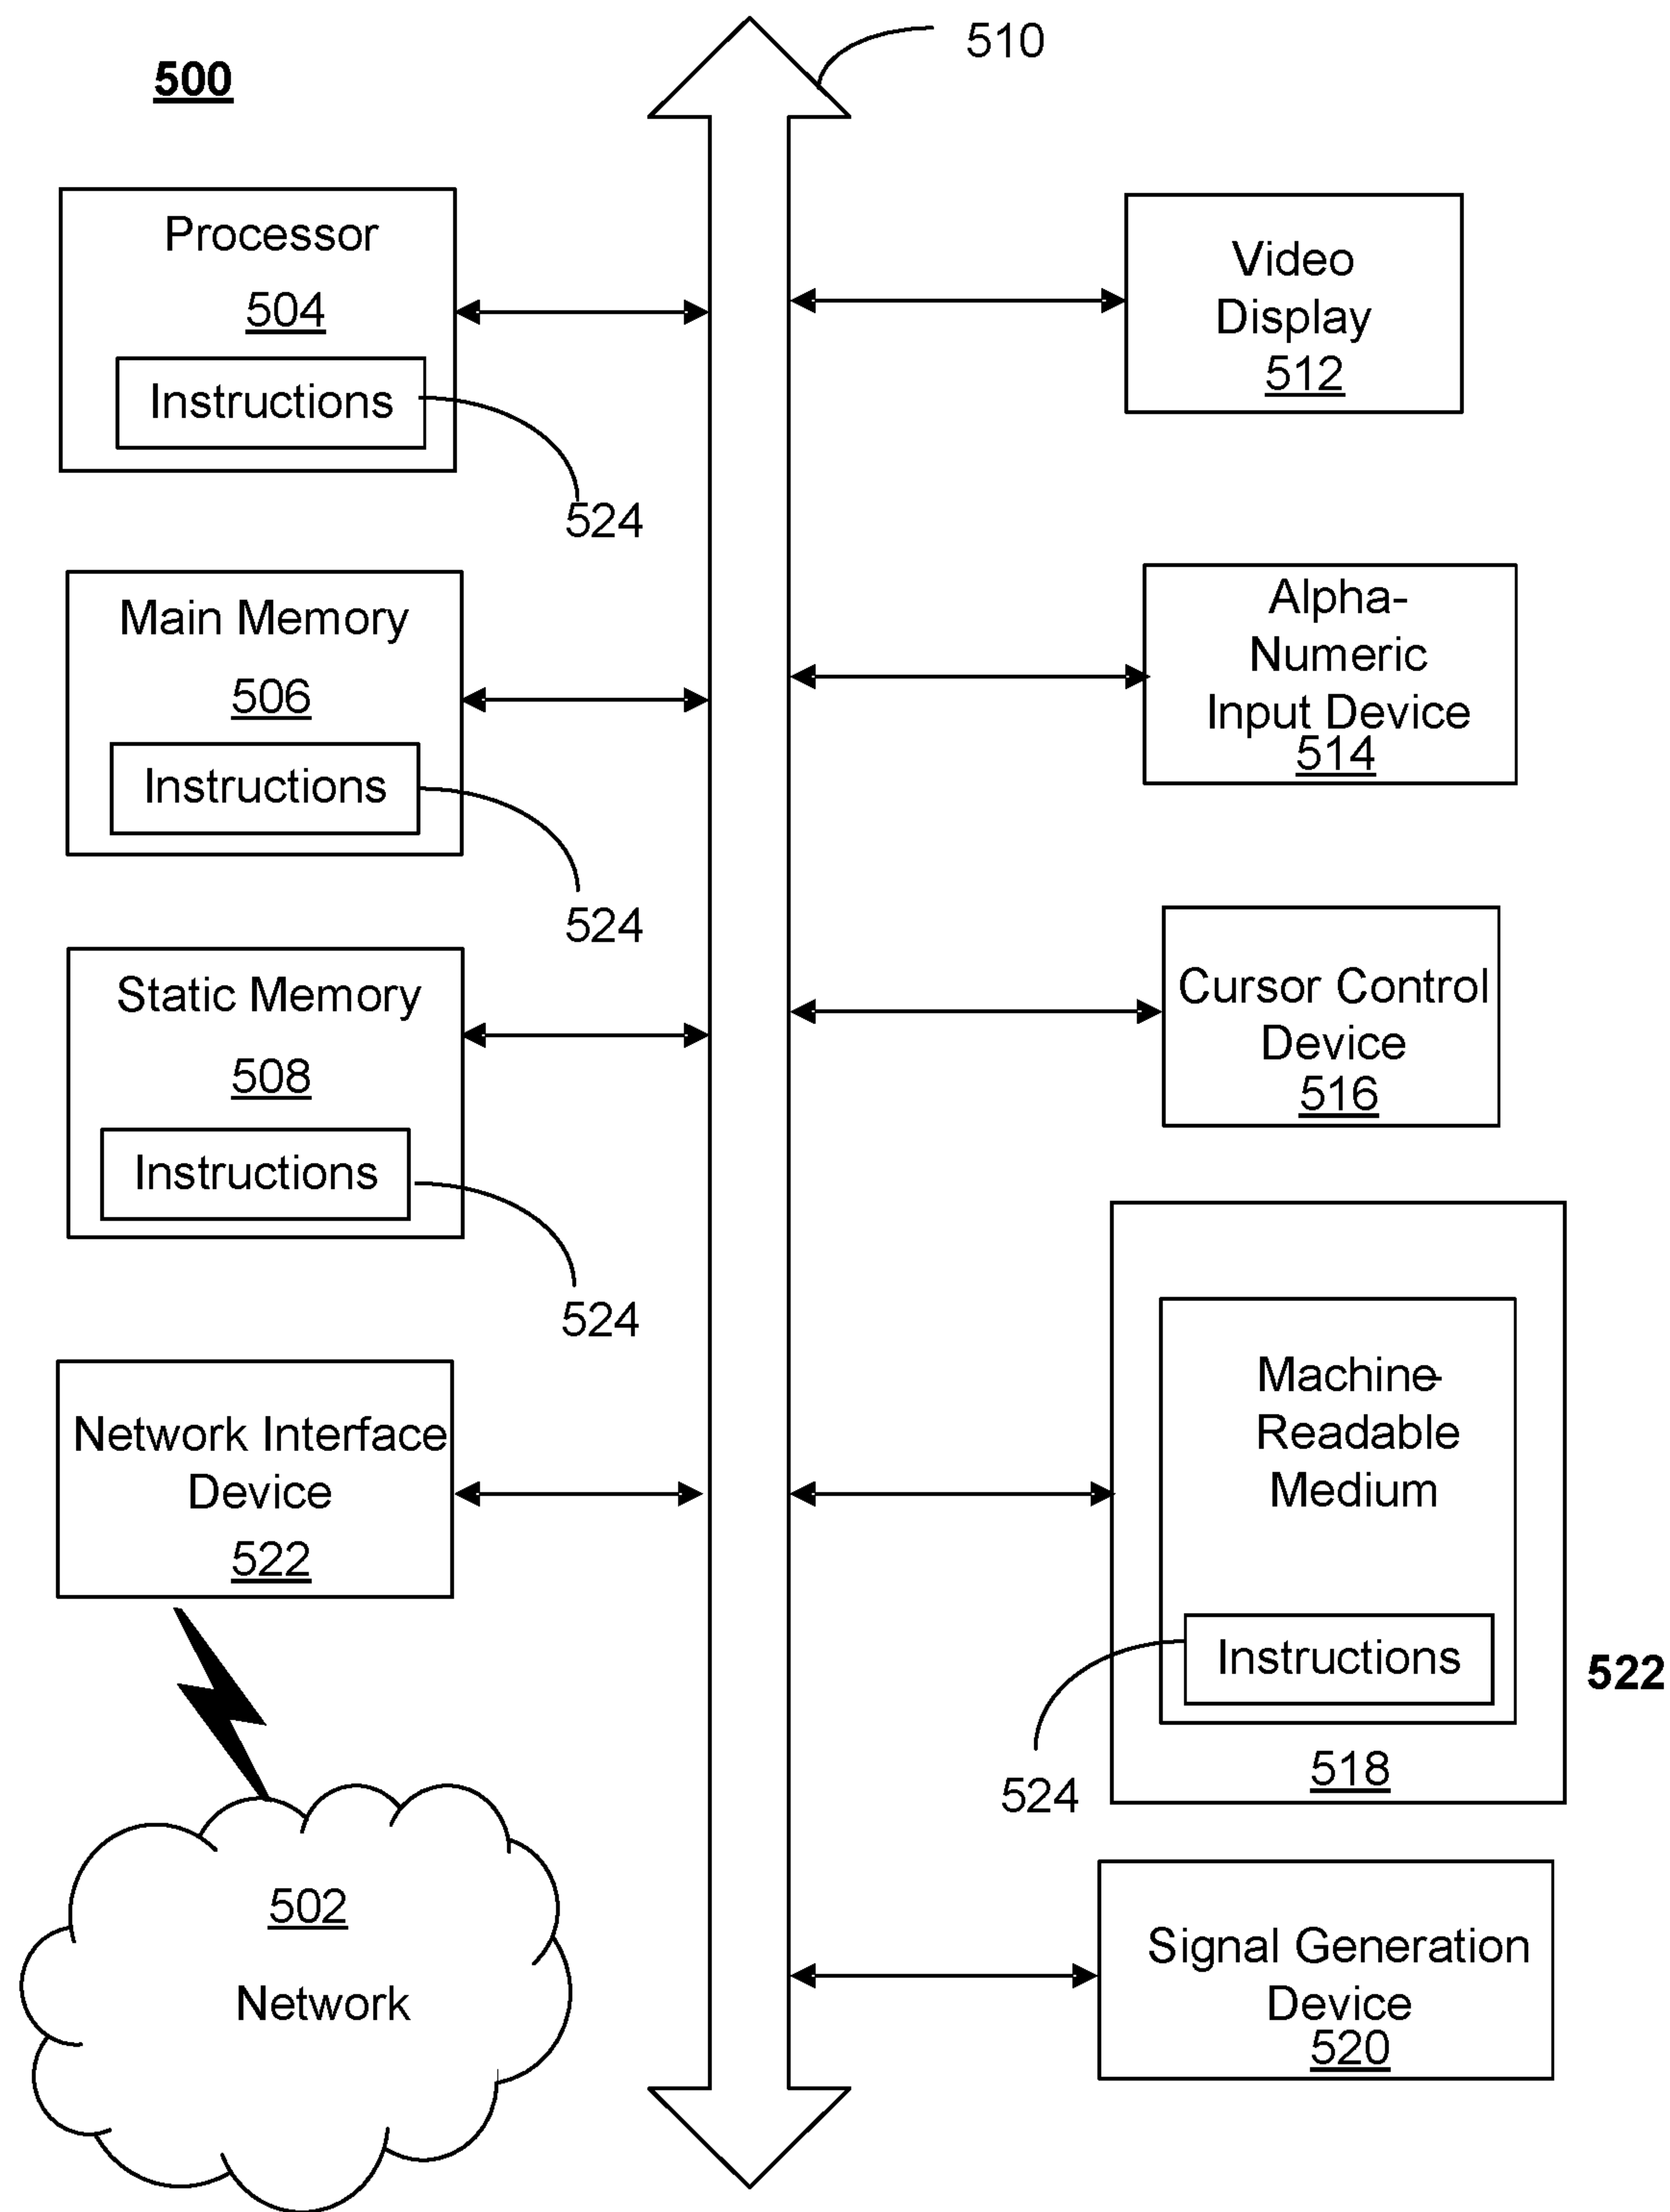 500
510
Processor
504
Instructions
524
Main Memory
506
Instructions
524
Static Memory
508
Instructions
524
Network Interface
Device
522
502
Network
Video
Display
512
Alpha-
Numeric
Input Device
514
Cursor Control
Device
516
Machine-
Readable
Medium
Instructions
522
524
518
Signal Generation
Device
520